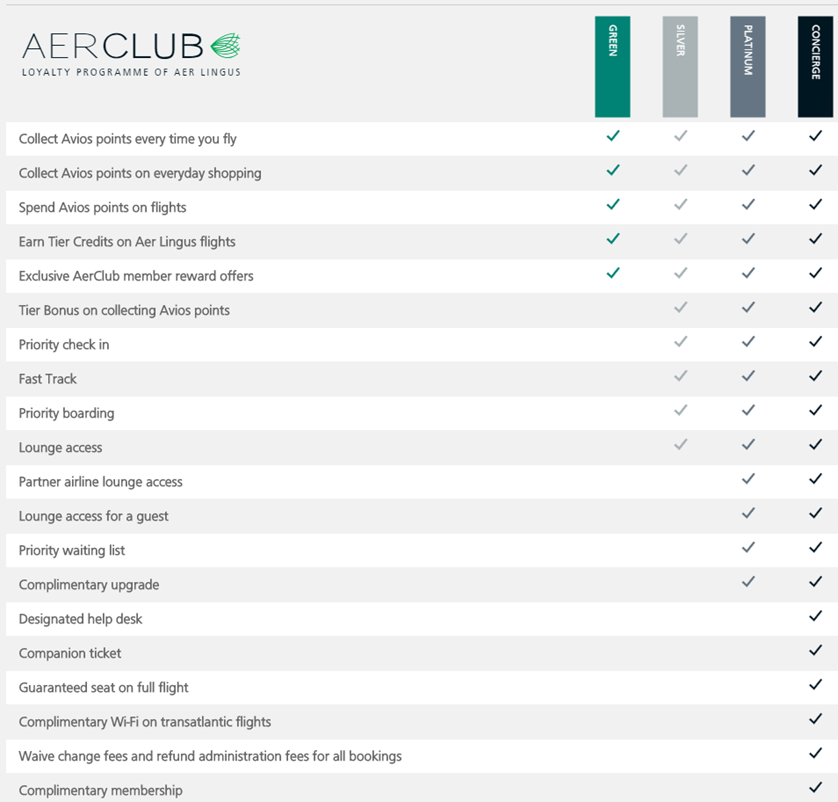 AERCLUB
LOYALTY PROGRAMME OF AER LINGUS
GREEN
SILVER
PLATINUM
CONCIERGE
Collect Avios points every time you fly
Collect Avios points on everyday shopping
Spend Avios points on flights
Earn Tier Credits on Aer Lingus flights
Exclusive AerClub member reward offers
Tier Bonus on collecting Avios points
Priority check in
Fast Track
Priority boarding
Lounge access
Partner airline lounge access
Lounge access for a guest
Priority waiting list
Complimentary upgrade
Designated help desk
Companion ticket
Guaranteed seat on full flight
Complimentary Wi-Fi on transatlantic flights
Waive change fees and refund administration fees for all bookings
Complimentary membership